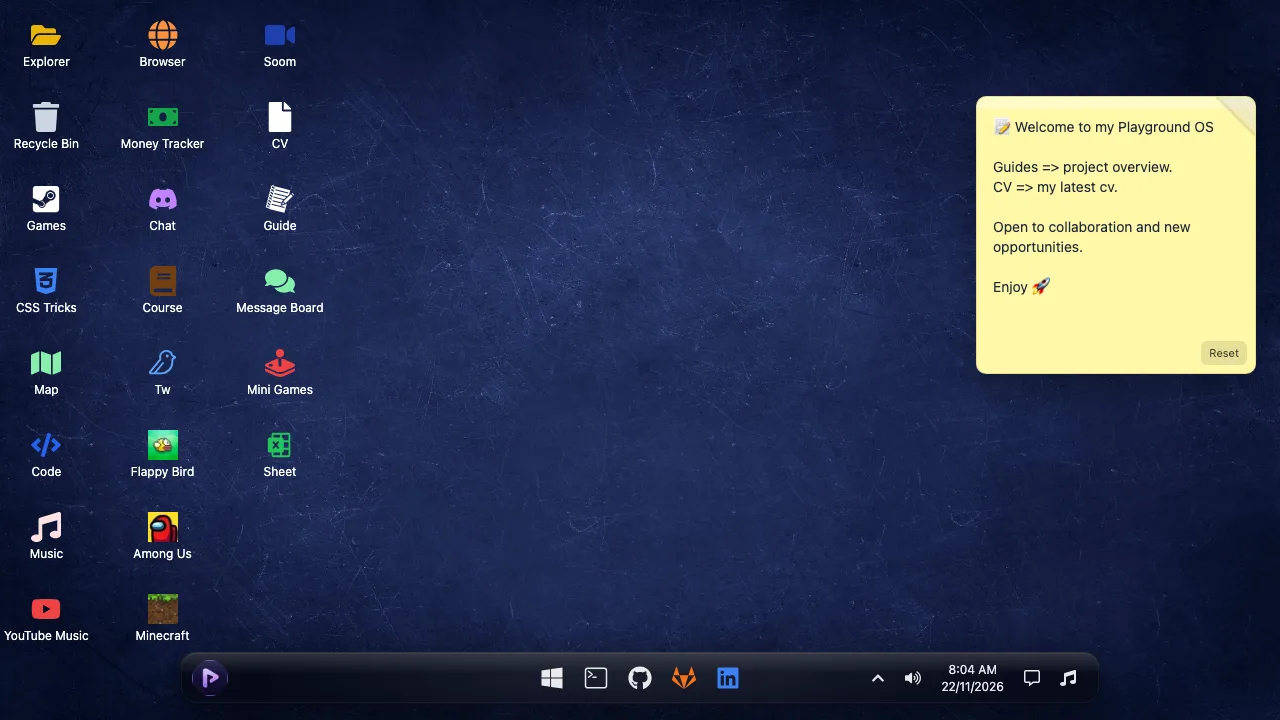 Explorer
Browser
Soom
Recycle Bin
Money Tracker
CV
Games
Chat
Guide
CSS Tricks
Course
Message Board
Map
Tw
Mini Games
Code
Flappy Bird
Sheet
Music
Among Us
YouTube Music
Minecraft
📝 Welcome to my Playground OS
Guides => project overview.
CV => my latest cv.
Open to collaboration and new
opportunities.
Enjoy 🚀
Reset
8:04 AM
22/11/2026